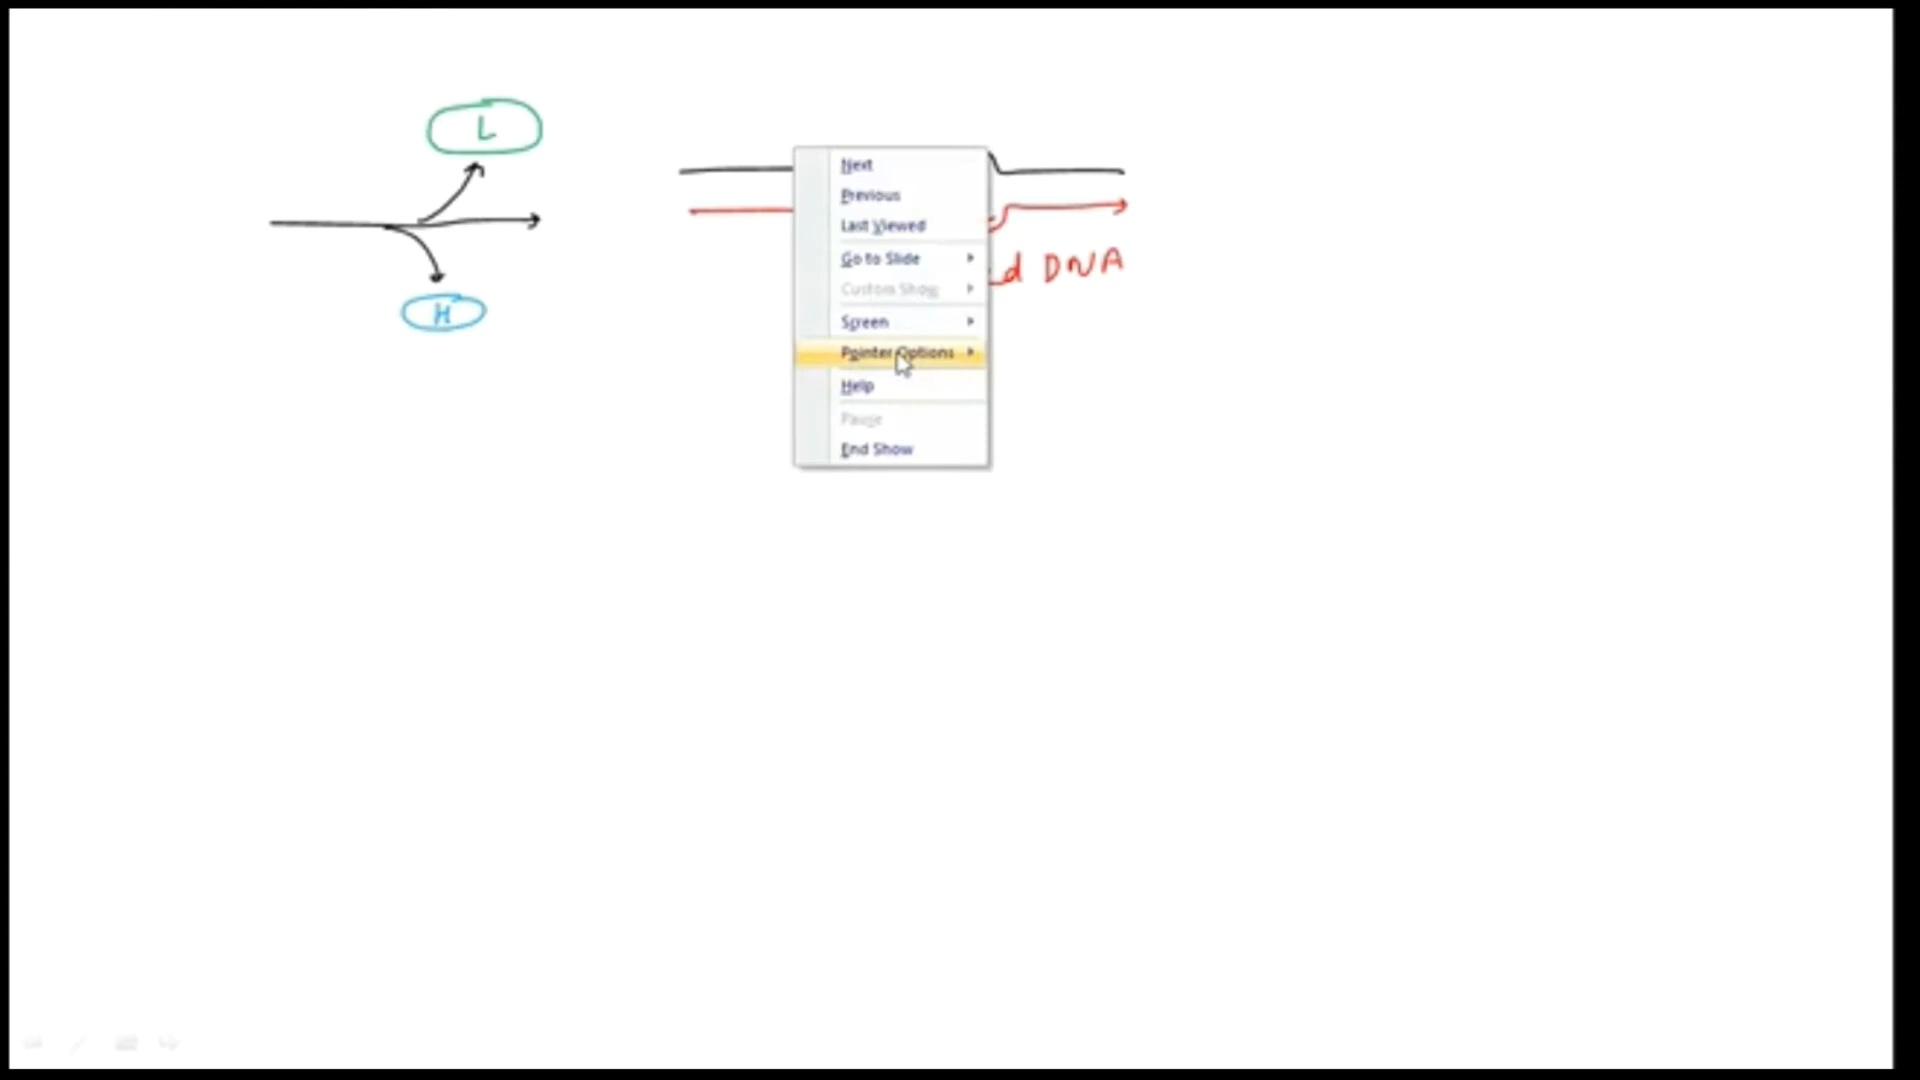 L
H
Next
Previous
Last Viewed
Go to Slide
Custom Show
Screen
Pointer Options
Help
Pause
End Show
d DNA